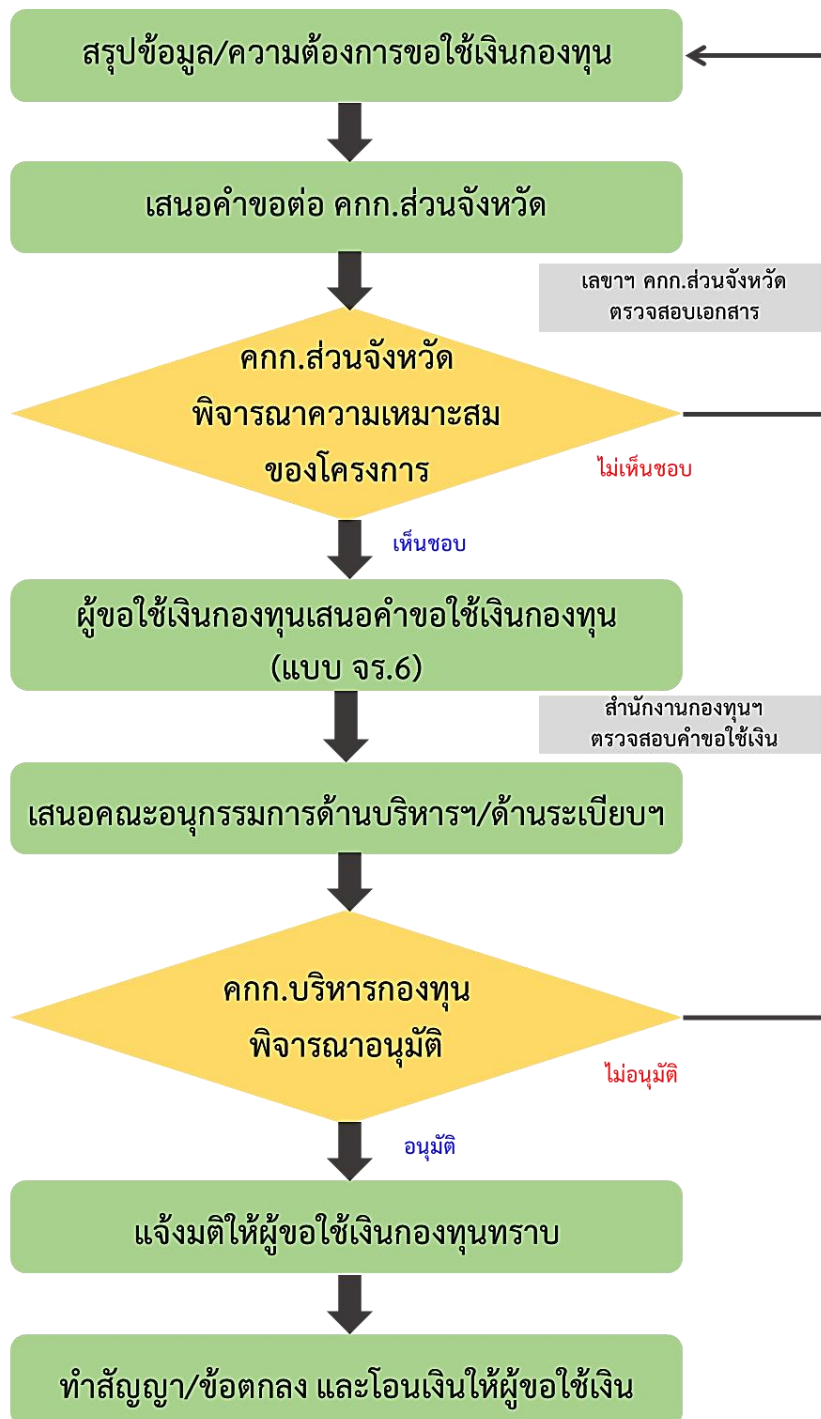 สรุปข้อมูล/ความต้องการขอใช้เงินกองทุน
เสนอคำขอต่อ คกก.ส่วนจังหวัด
เลขาฯ คกก.ส่วนจังหวัด
ตรวจสอบเอกสาร
คกก.ส่วนจังหวัด
พิจารณาความเหมาะสม
ของโครงการ
ไม่เห็นชอบ
เห็นชอบ
ผู้ขอใช้เงินกองทุนเสนอคำขอใช้เงินกองทุน
(แบบ จร.6)
สำนักงานกองทุนฯ
ตรวจสอบคำขอใช้เงิน
เสนอคณะอนุกรรมการด้านบริหารฯ/ด้านระเบียบฯ
คกก.บริหารกองทุน
พิจารณาอนุมัติ
ไม่อนุมัติ
อนุมัติ
แจ้งมติให้ผู้ขอใช้เงินกองทุนทราบ
ทำสัญญา/ข้อตกลง และโอนเงินให้ผู้ขอใช้เงิน